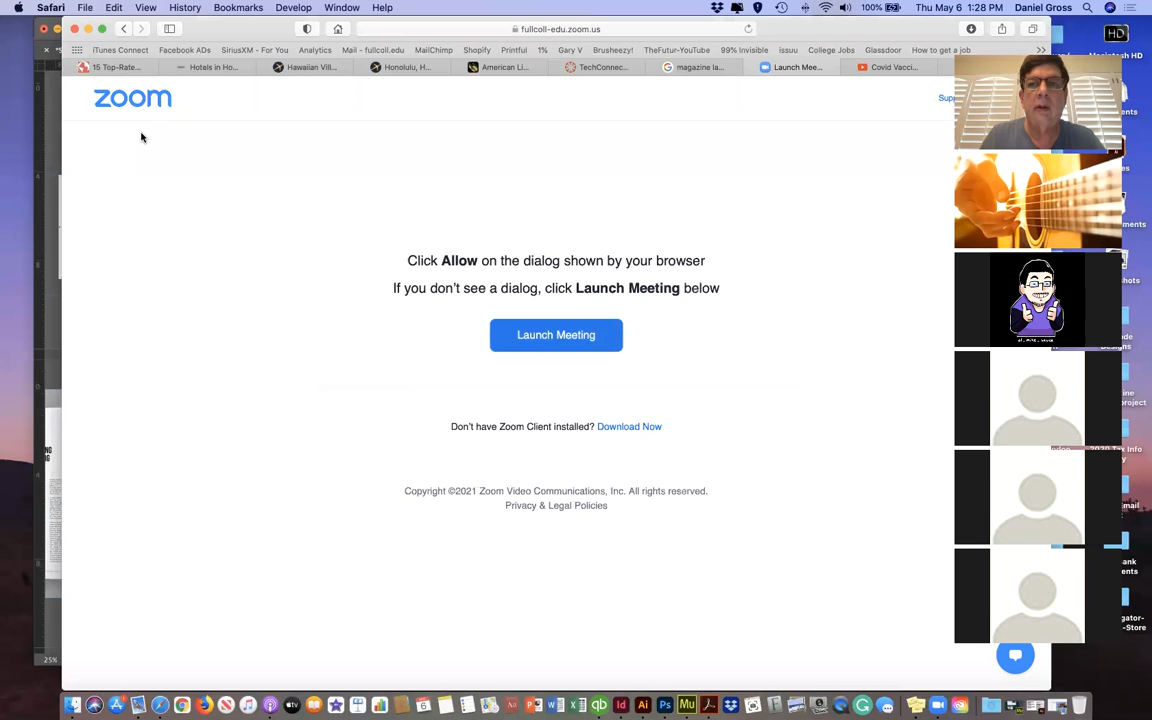 Safari File Edit View History Bookmarks Develop Window Help 100% Thu May 6 1:28 PM Daniel Gross
fullcoll-edu.zoom.us
iTunes Connect Facebook ADs SiriusXM - For You Analytics Mail - fullcoll.edu MailChimp Shopify Printful 1% Gary V Brusheezy! TheFutur-YouTube 99% Invisible issuu College Jobs Glassdoor How to get a job
15 Top-Rate... Hotels in Ho... Hawaiian Vill... Honolulu, H... American Li... TechConnec... magazine la... Launch Mee... Covid Vacci...
HD
zoom
Supp
Click Allow on the dialog shown by your browser
If you don't see a dialog, click Launch Meeting below
Launch Meeting
Don't have Zoom Client installed? Download Now
Copyright ©2021 Zoom Video Communications, Inc. All rights reserved.
Privacy & Legal Policies
25%